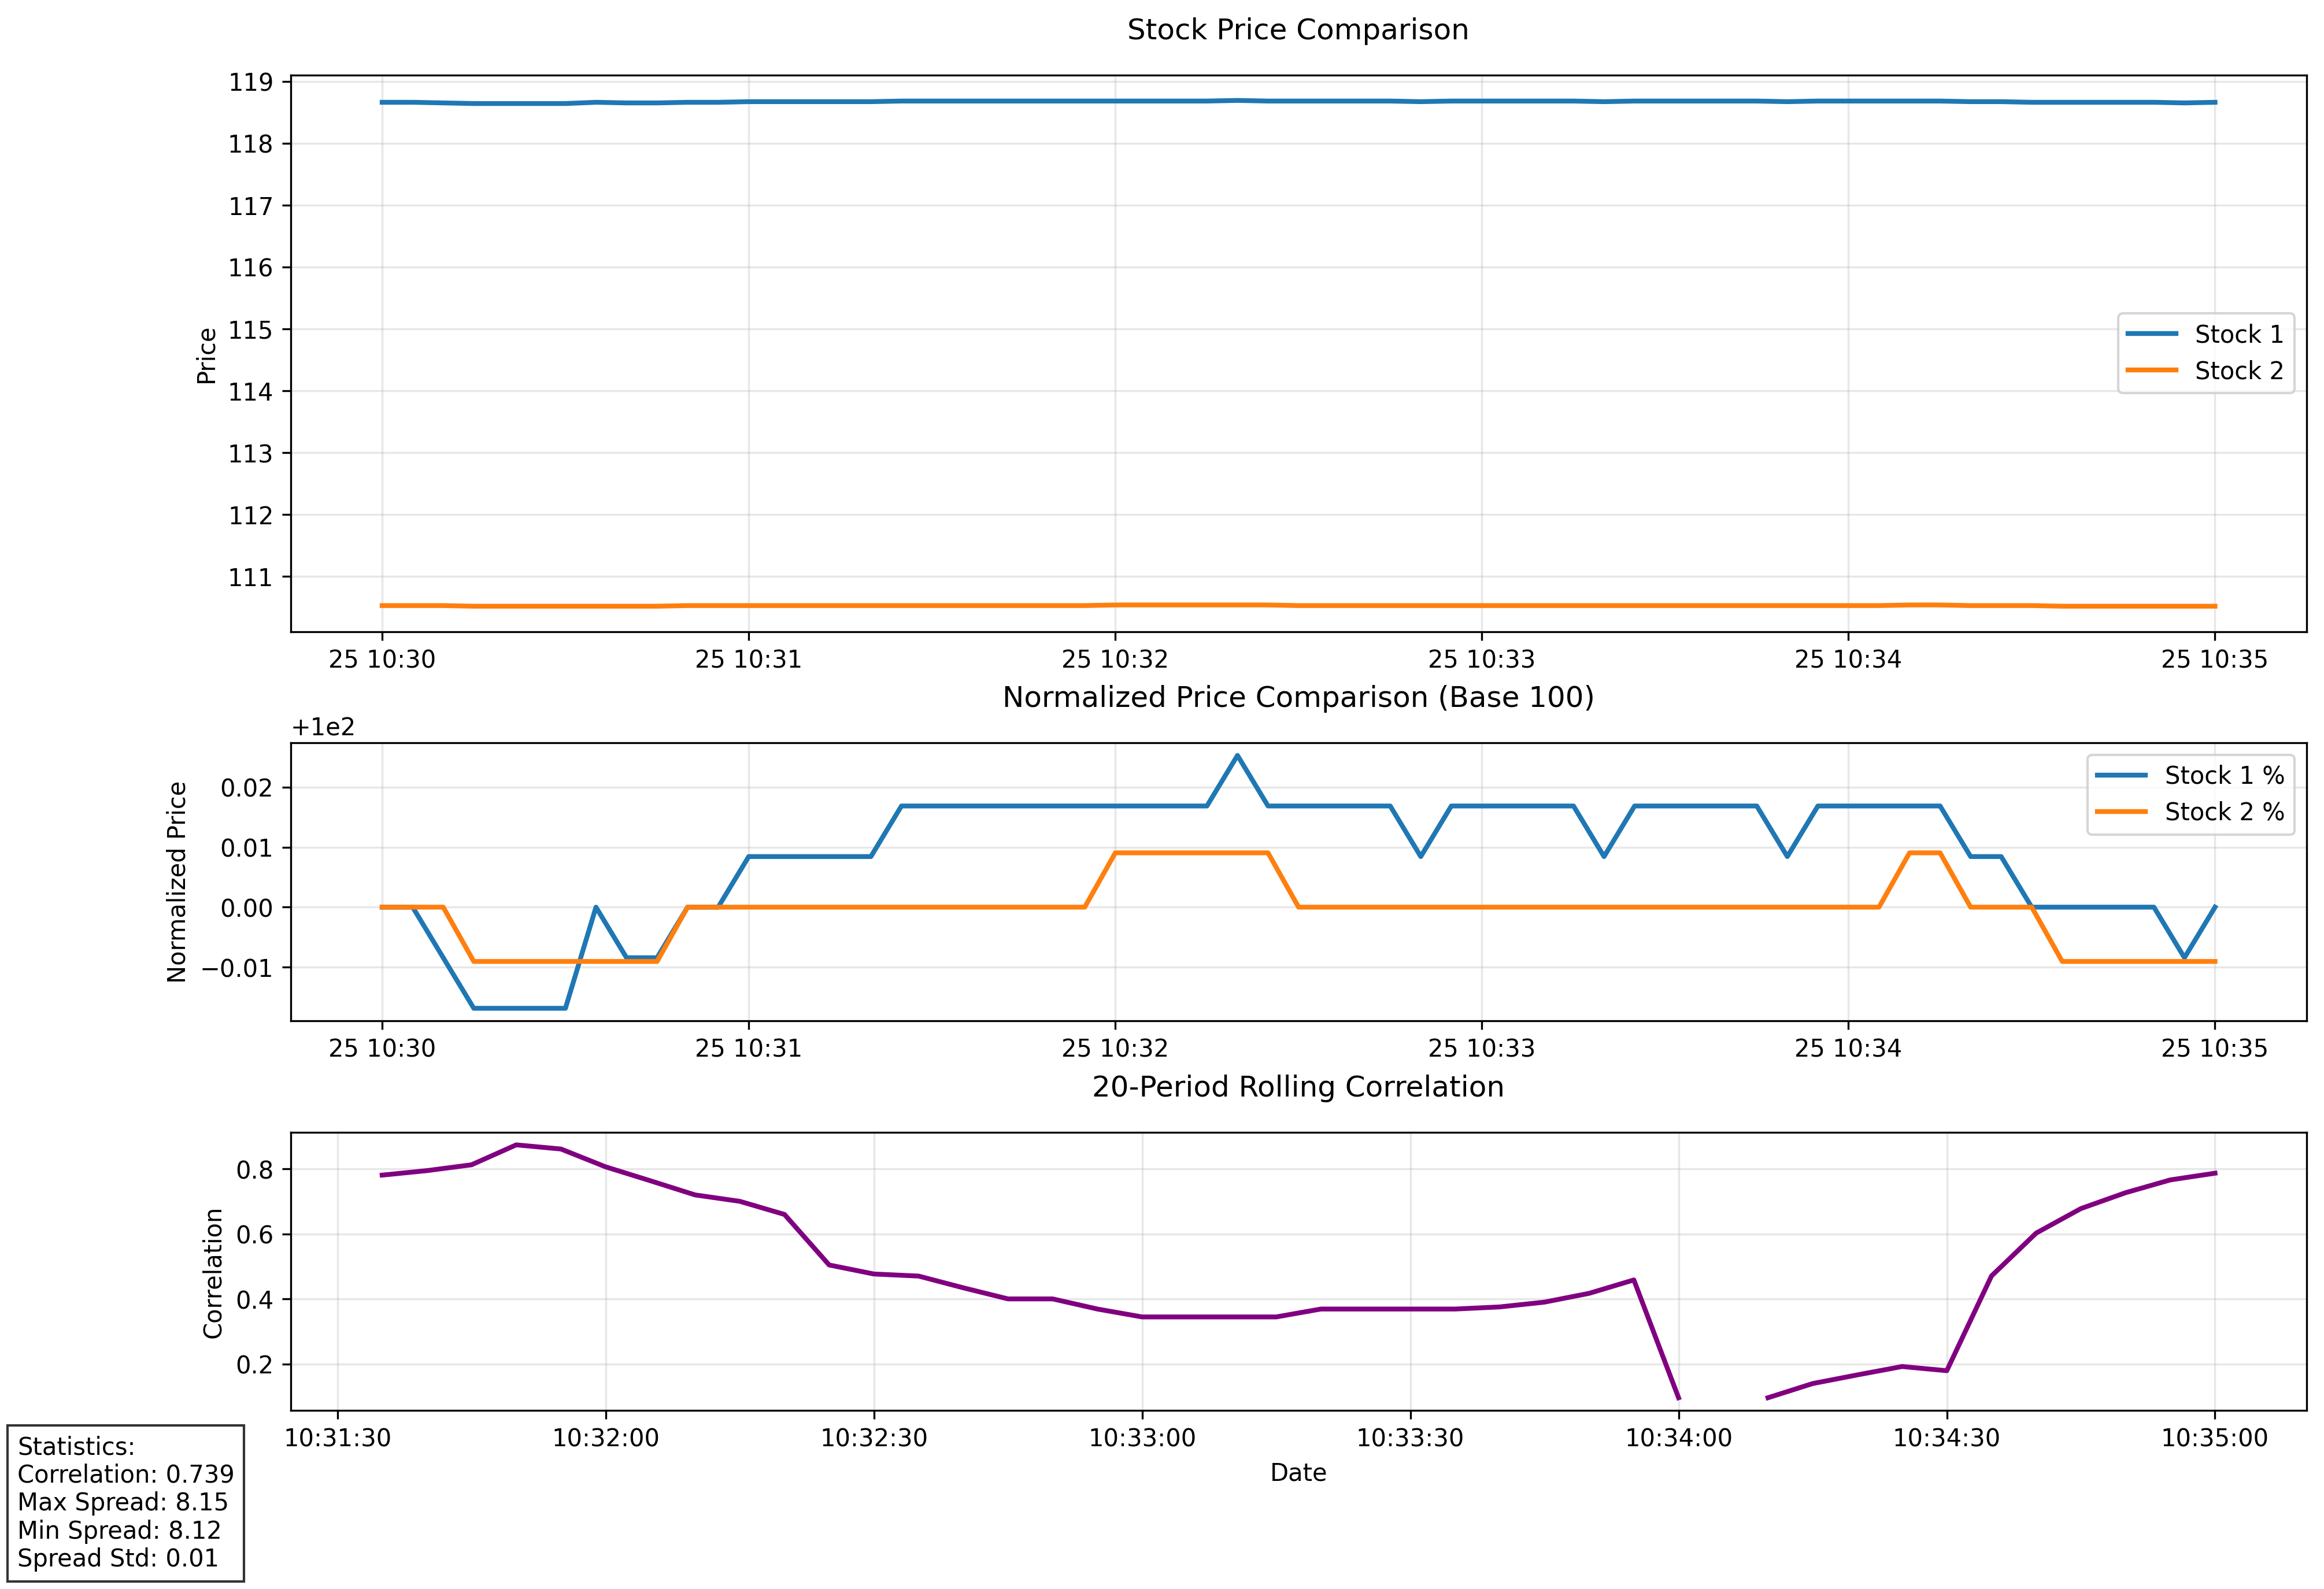 Stock Price Comparison
119
118
117
116
115
114
113
112
111
Price
Stock 1
Stock 2
25 10:30 25 10:31 25 10:32 25 10:33 25 10:34 25 10:35
Normalized Price Comparison (Base 100)
+1e2
0.02
0.01
0.00
−0.01
Normalized Price
Stock 1 %
Stock 2 %
25 10:30 25 10:31 25 10:32 25 10:33 25 10:34 25 10:35
20-Period Rolling Correlation
0.8
0.6
0.4
0.2
Correlation
10:31:30 10:32:00 10:32:30 10:33:00 10:33:30 10:34:00 10:34:30 10:35:00
Date
Statistics:
Correlation: 0.739
Max Spread: 8.15
Min Spread: 8.12
Spread Std: 0.01